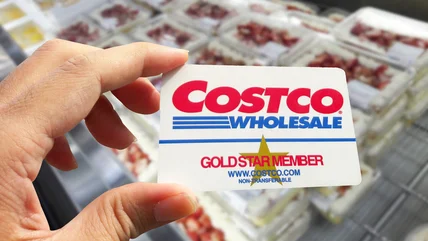 COSTCO
WHOLESALE
GOLD STAR MEMBER
WWW.COSTCO.COM
NON-TRANSFERABLE